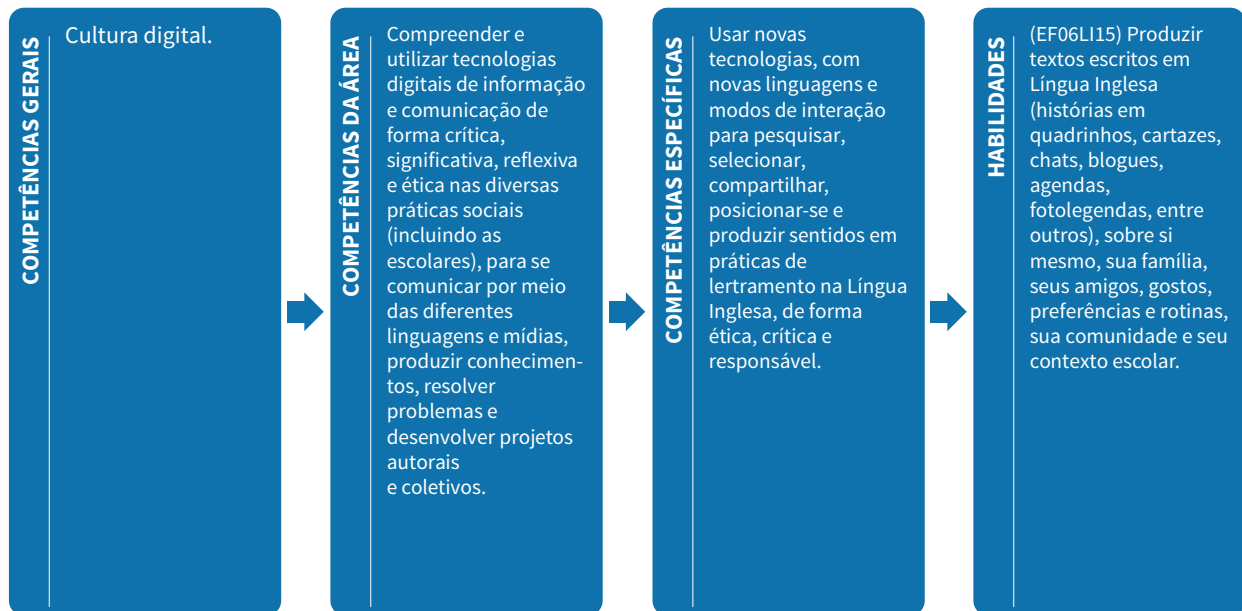 COMPETÊNCIAS GERAIS
Cultura digital.
COMPETÊNCIAS DA ÁREA
Compreender e
utilizar tecnologias
digitais de informação
e comunicação de
forma crítica,
significativa, reflexiva
e ética nas diversas
práticas sociais
(incluindo as
escolares), para se
comunicar por meio
das diferentes
linguagens e mídias,
produzir conhecimen-
tos, resolver
problemas e
desenvolver projetos
autorais
e coletivos.
COMPETÊNCIAS ESPECÍFICAS
Usar novas
tecnologias, com
novas linguagens e
modos de interação
para pesquisar,
selecionar,
compartilhar,
posicionar-se e
produzir sentidos em
práticas de
lertramento na Língua
Inglesa, de forma
ética, crítica e
responsável.
HABILIDADES
(EF06LI15) Produzir
textos escritos em
Língua Inglesa
(histórias em
quadrinhos, cartazes,
chats, blogues,
agendas,
fotolegendas, entre
outros), sobre si
mesmo, sua família,
seus amigos, gostos,
preferências e rotinas,
sua comunidade e seu
contexto escolar.